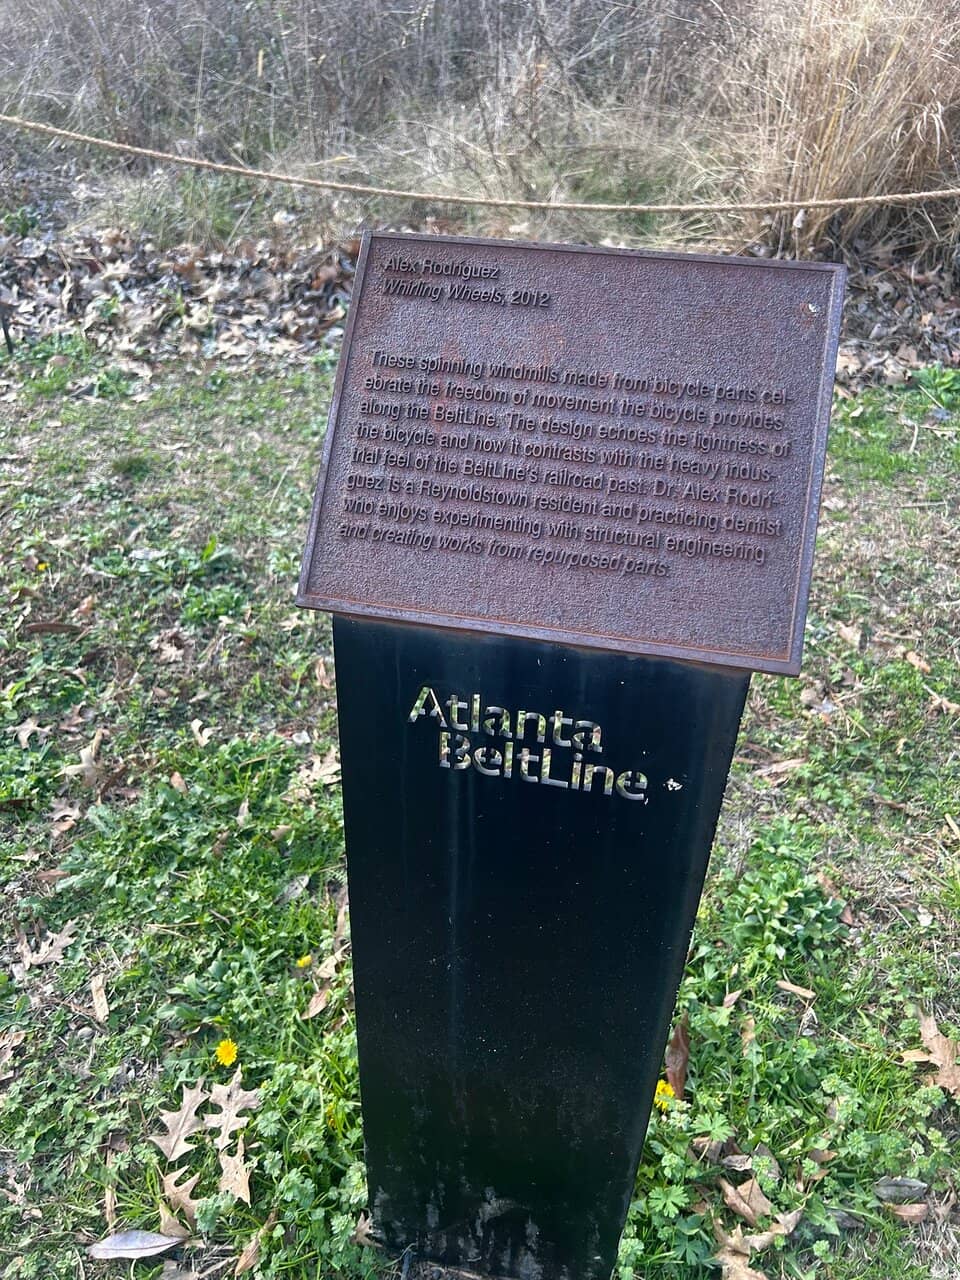 Alex Rodríguez
Whirling Wheels, 2012
These spinning windmills made from bicycle parts cel-
ebrate the freedom of movement the bicycle provides
along the BeltLine. The design echoes the lightness of
the bicycle and how it contrasts with the heavy indus-
trial feel of the BeltLine's railroad past. Dr. Alex Rodrí-
guez is a Reynoldstown resident and practicing dentist
who enjoys experimenting with structural engineering
and creating works from repurposed parts.
Atlanta
BeltLine